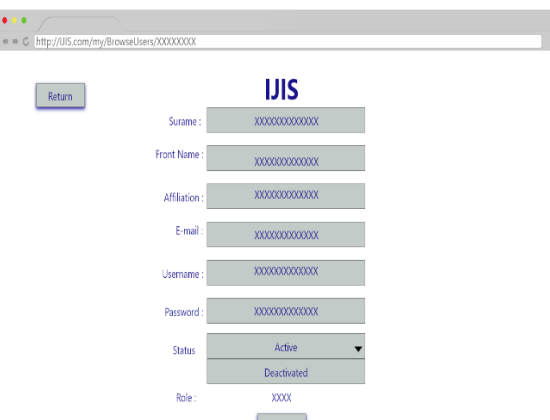 http://IJIS.com/my/BrowseUsers/XXXXXXXX
Return
IJIS
Surame : XXXXXXXXXXXXX
Front Name : XXXXXXXXXXXXX
Affiliation : XXXXXXXXXXXXX
E-mail : XXXXXXXXXXXXX
Username : XXXXXXXXXXXXX
Password : XXXXXXXXXXXXX
Status Active
Deactivated
Role : XXXX